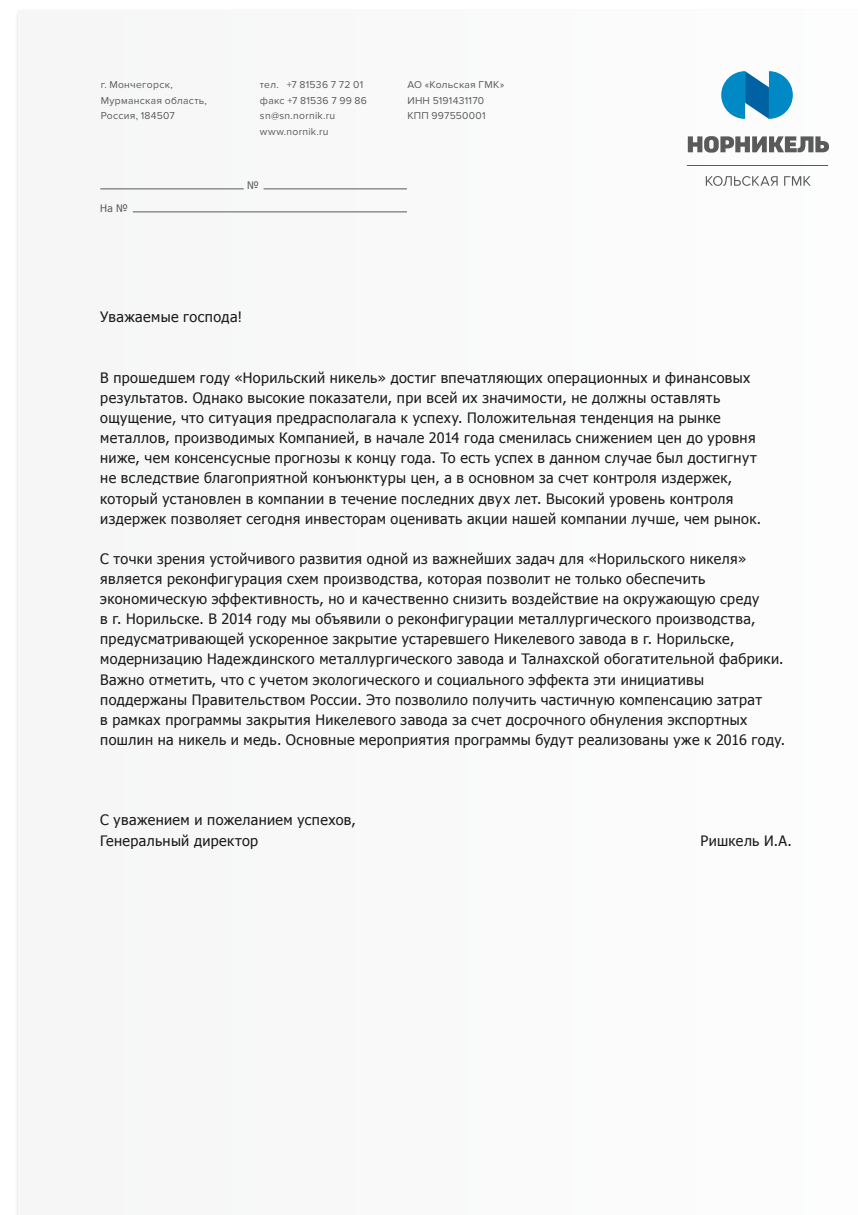 г. Мончегорск,
Мурманская область,
Россия, 184507
тел. +7 81536 7 72 01
факс +7 81536 7 99 86
sn@sn.nornik.ru
www.nornik.ru
АО «Кольская ГМК»
ИНН 5191431170
КПП 997550001
НОРНИКЕЛЬ
КОЛЬСКАЯ ГМК
№
На №
Уважаемые господа!
В прошедшем году «Норильский никель» достиг впечатляющих операционных и финансовых
результатов. Однако высокие показатели, при всей их значимости, не должны оставлять
ощущение, что ситуация предрасполагала к успеху. Положительная тенденция на рынке
металлов, производимых Компанией, в начале 2014 года сменилась снижением цен до уровня
ниже, чем консенсусные прогнозы к концу года. То есть успех в данном случае был достигнут
не вследствие благоприятной конъюнктуры цен, а в основном за счет контроля издержек,
который установлен в компании в течение последних двух лет. Высокий уровень контроля
издержек позволяет сегодня инвесторам оценивать акции нашей компании лучше, чем рынок.
С точки зрения устойчивого развития одной из важнейших задач для «Норильского никеля»
является реконфигурация схем производства, которая позволит не только обеспечить
экономическую эффективность, но и качественно снизить воздействие на окружающую среду
в г. Норильске. В 2014 году мы объявили о реконфигурации металлургического производства,
предусматривающей ускоренное закрытие устаревшего Никелевого завода в г. Норильске,
модернизацию Надеждинского металлургического завода и Талнахской обогатительной фабрики.
Важно отметить, что с учетом экологического и социального эффекта эти инициативы
поддержаны Правительством России. Это позволило получить частичную компенсацию затрат
в рамках программы закрытия Никелевого завода за счет досрочного обнуления экспортных
пошлин на никель и медь. Основные мероприятия программы будут реализованы уже к 2016 году.
С уважением и пожеланием успехов,
Генеральный директор
Ришкель И.А.